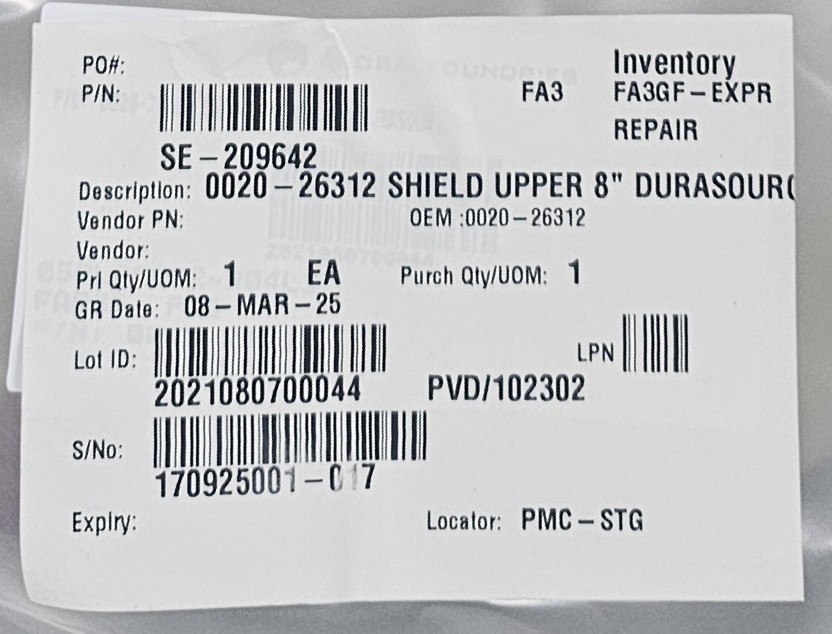 PO#: Inventory
P/N: FA3 FA3GF-EXPR
REPAIR
SE-209642
Description: 0020-26312 SHIELD UPPER 8" DURASOURC
Vendor PN: OEM :0020-26312
Vendor:
Pri Qty/UOM: 1 EA Purch Qty/UOM: 1
GR Date: 08-MAR-25
Lot ID: LPN
2021080700044 PVD/102302
S/No:
170925001-017
Expiry: Locator: PMC-STG